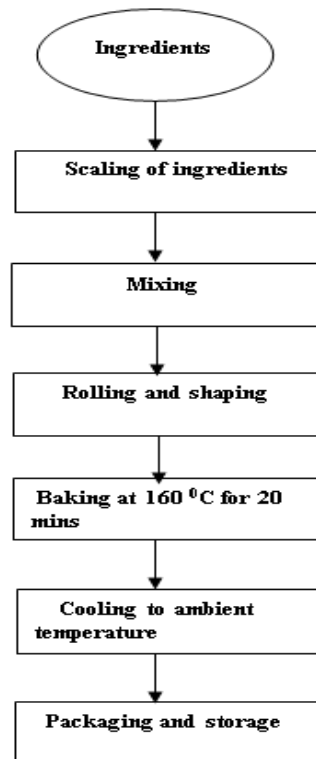 Ingredients
Scaling of ingredients
Mixing
Rolling and shaping
Baking at 160 ⁰C for 20
mins
Cooling to ambient
temperature
Packaging and storage